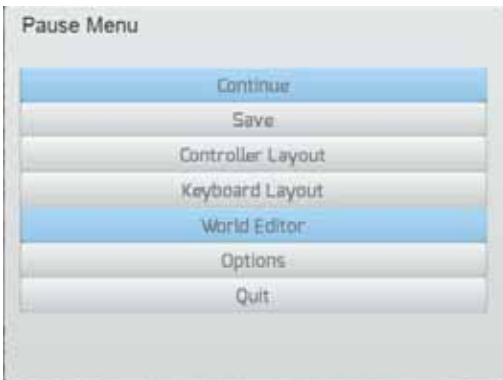 Pause Menu
Continue
Save
Controller Layout
Keyboard Layout
World Editor
Options
Quit